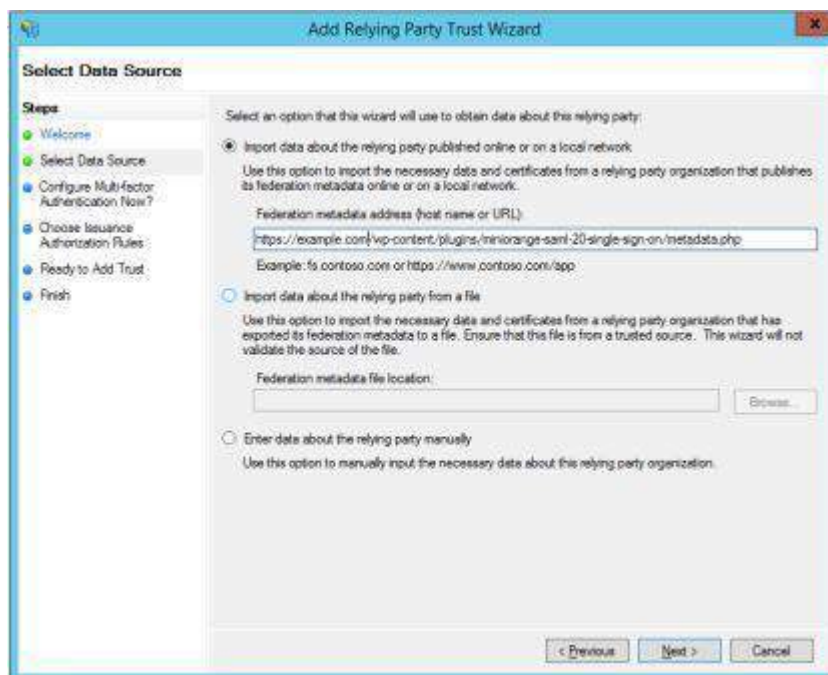 Add Relying Party Trust Wizard
Select Data Source
Steps
Welcome
Select Data Source
Configure Multi-factor
Authentication Now?
Choose Issuance
Authorization Rules
Ready to Add Trust
Finish
Select an option that this wizard will use to obtain data about this relying party:
Import data about the relying party published online or on a local network
Use this option to import the necessary data and certificates from a relying party organization that publishes
its federation metadata online or on a local network.
Federation metadata address (host name or URL):
https://example.com/wp-content/plugins/miniorange-saml-20-single-sign-on/metadata.php
Example: fs.contoso.com or https://www.contoso.com/app
Import data about the relying party from a file
Use this option to import the necessary data and certificates from a relying party organization that has
exported its federation metadata to a file. Ensure that this file is from a trusted source. This wizard will not
validate the source of the file.
Federation metadata file location:
Browse...
Enter data about the relying party manually
Use this option to manually input the necessary data about this relying party organization.
< Previous
Next >
Cancel